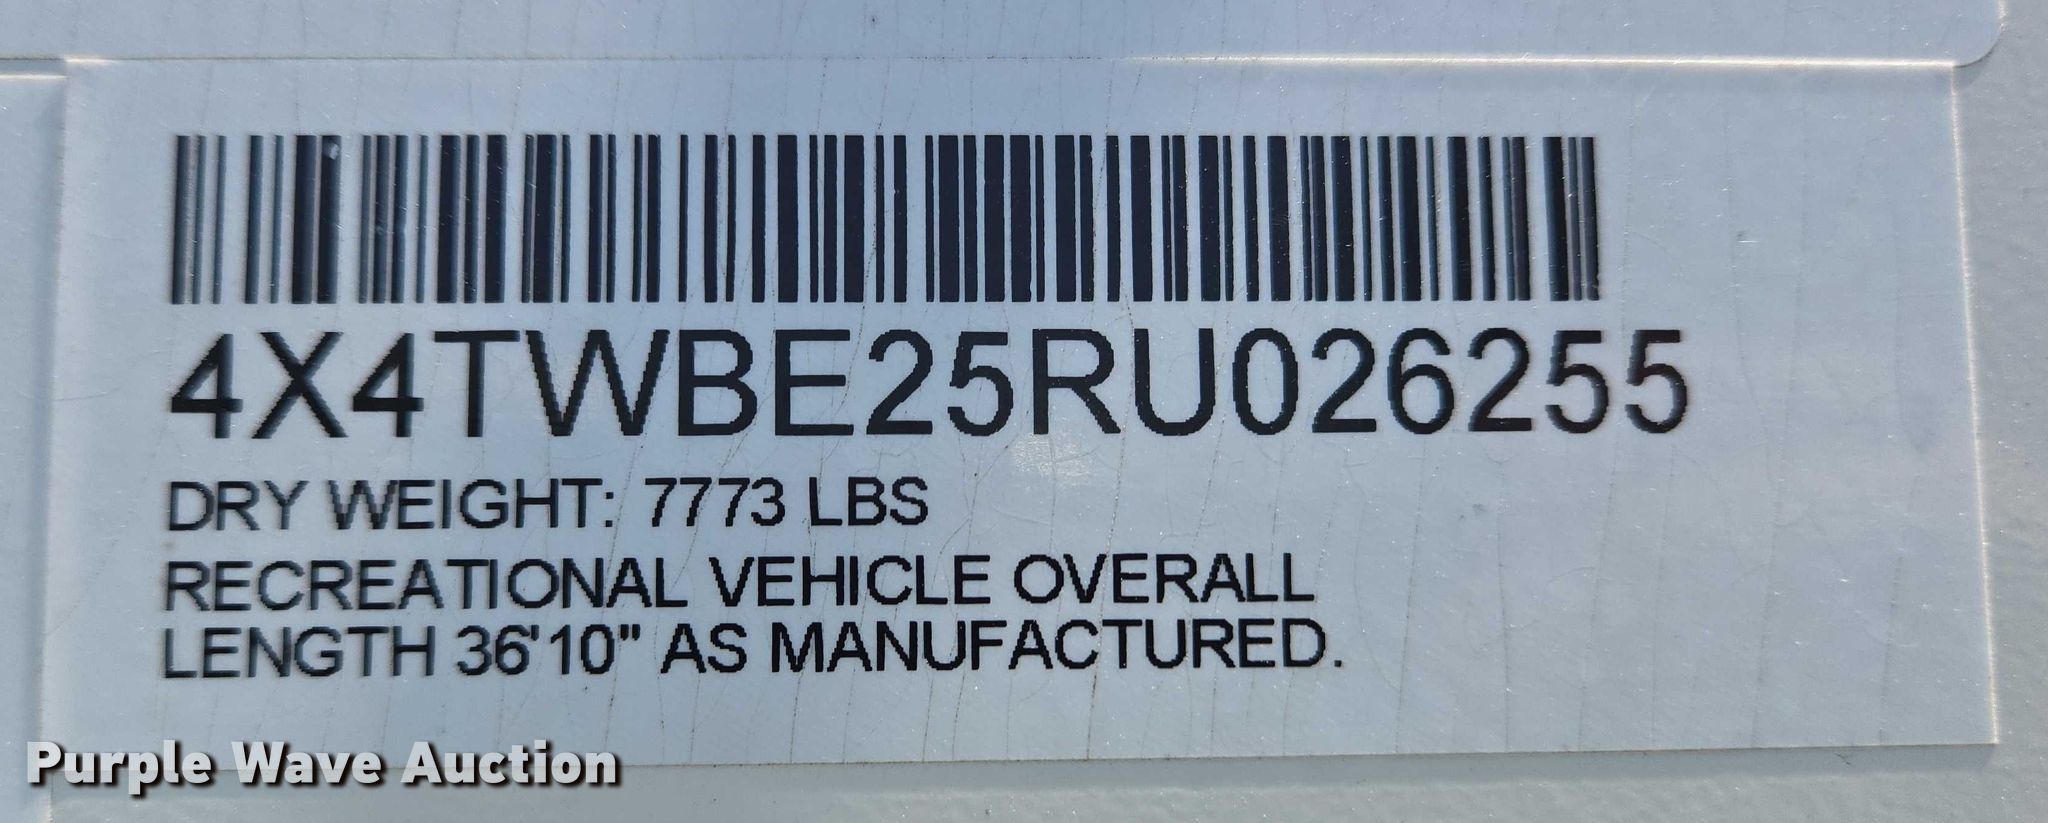 4X4TWBE25RU026255
DRY WEIGHT: 7773 LBS
RECREATIONAL VEHICLE OVERALL
LENGTH 36'10" AS MANUFACTURED.
Purple Wave Auction